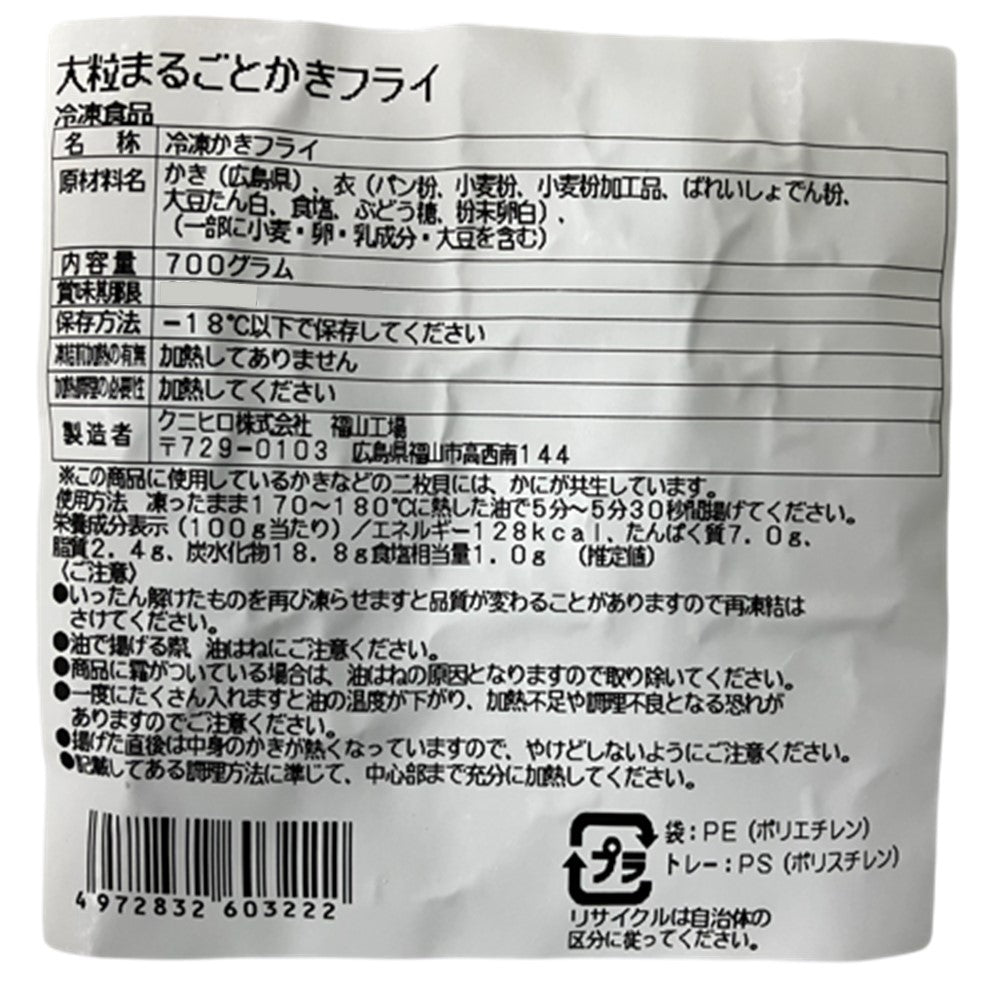 大粒まるごとかきフライ
冷凍食品
名　称　冷凍かきフライ
原材料名　かき（広島県）、衣（パン粉、小麦粉、小麦粉加工品、ばれいしょでん粉、
大豆たん白、食塩、ぶどう糖、粉末卵白）、
（一部に小麦・卵・乳成分・大豆を含む）
内容量　７００グラム
賞味期限
保存方法　－１８℃以下で保存してください
凍結前加熱の有無　加熱してありません
加熱調理の必要性　加熱してください
製造者　クニヒロ株式会社　福山工場
〒７２９－０１０３　広島県福山市高西南１４４
※この商品に使用しているかきなどの二枚目には、かにが共生しています。
使用方法　凍ったまま１７０～１８０℃に熱した油で５分～５分３０秒間揚げてください。
栄養成分表示（１００ｇ当たり）／エネルギー１２８ｋｃａｌ、たんぱく質７．０ｇ、
脂質２．４ｇ、炭水化物１８．８ｇ食塩相当量１．０ｇ　（推定値）
〈ご注意〉
●いったん解けたものを再び凍らせますと品質が変わることがありますので再凍結は
さけてください。
●油で揚げる際、油はねにご注意ください。
●商品に霜がついている場合は、油はねの原因となりますので取り除いてください。
●一度にたくさん入れますと油の温度が下がり、加熱不足や調理不良となる恐れが
ありますのでご注意ください。
●揚げた直後は中身のかきが熱くなっていますので、やけどしないようにご注意ください。
●記載してある調理方法に準じて、中心部まで充分に加熱してください。
プラ　袋：ＰＥ（ポリエチレン）
トレー：ＰＳ（ポリスチレン）
4 972832 603222
リサイクルは自治体の
区分に従ってください。